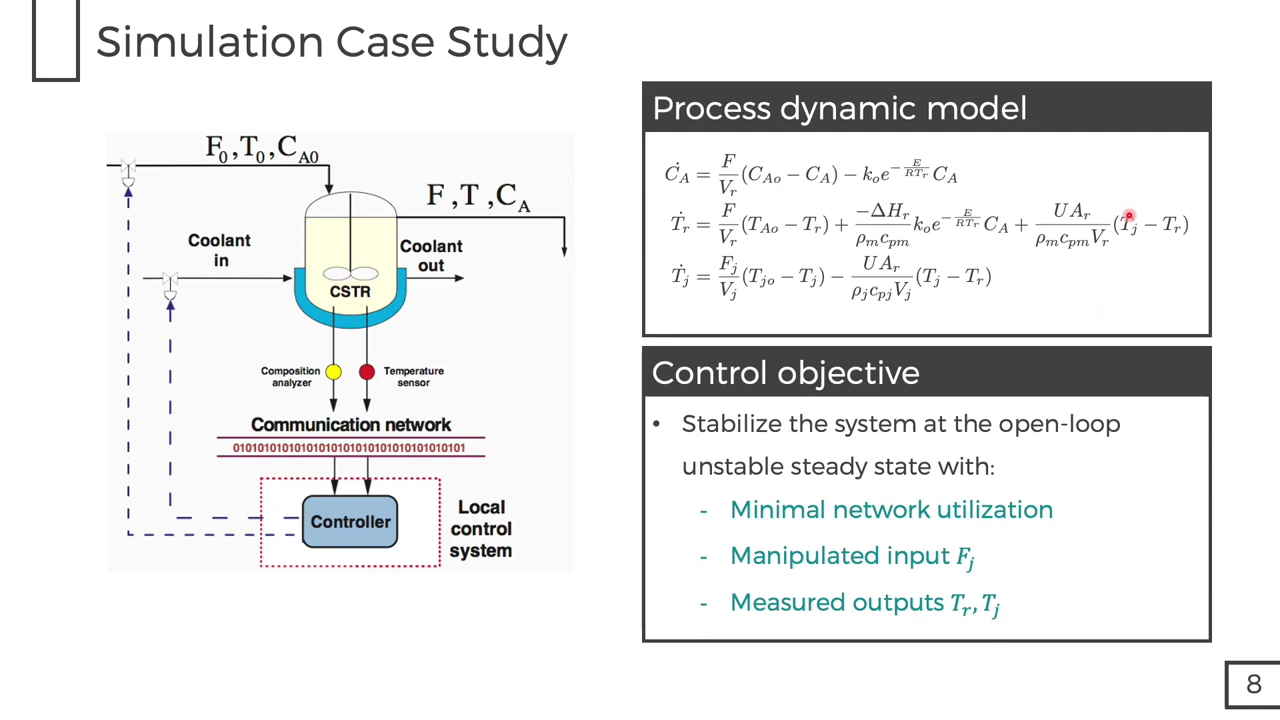 Simulation Case Study
F₀,T₀,C_A0
F,T ,C_A
Coolant in
Coolant out
CSTR
Composition analyzer
Temperature sensor
Communication network
01010101010101010101010101010101010101
Controller
Local control system
Process dynamic model
Ċ_A = F/V_r (C_Ao − C_A) − k_o e^(−E/RT_r) C_A
Ṫ_r = F/V_r (T_Ao − T_r) + −ΔH_r/ρ_m c_pm k_o e^(−E/RT_r) C_A + UA_r/ρ_m c_pm V_r (T_j − T_r)
Ṫ_j = F_j/V_j (T_jo − T_j) − UA_r/ρ_j c_pj V_j (T_j − T_r)
Control objective
• Stabilize the system at the open-loop
unstable steady state with:
- Minimal network utilization
- Manipulated input F_j
- Measured outputs T_r, T_j
8